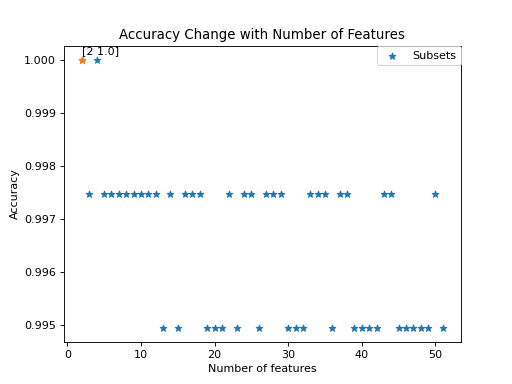 Accuracy Change with Number of Features
[2 1.0]
Subsets
1.000
0.999
0.998
0.997
0.996
0.995
Accuracy
0 10 20 30 40 50
Number of features